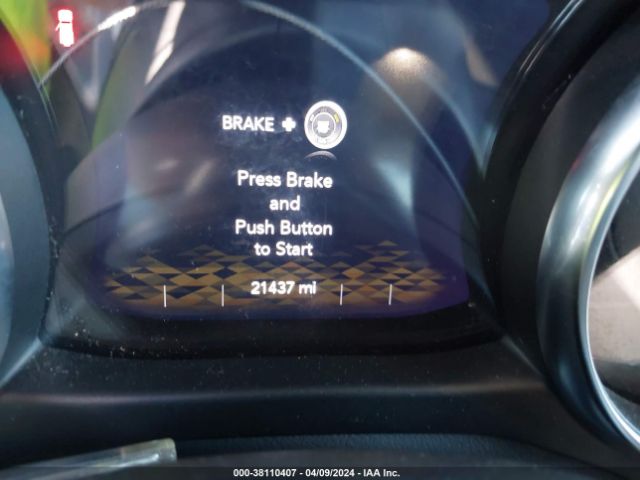 BRAKE +
Press Brake
and
Push Button
to Start
21437 mi
000-38110407 - 04/09/2024 - IAA Inc.